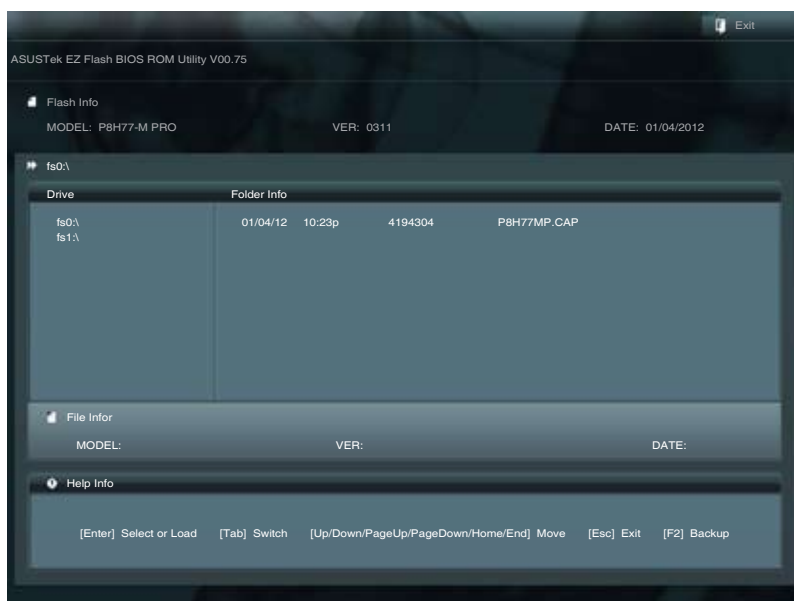 Exit
ASUSTek EZ Flash BIOS ROM Utility V00.75
Flash Info
MODEL: P8H77-M PRO VER: 0311 DATE: 01/04/2012
fs0:\
Drive Folder Info
fs0:\ 01/04/12 10:23p 4194304 P8H77MP.CAP
fs1:\
File Infor
MODEL: VER: DATE:
Help Info
[Enter] Select or Load [Tab] Switch [Up/Down/PageUp/PageDown/Home/End] Move [Esc] Exit [F2] Backup